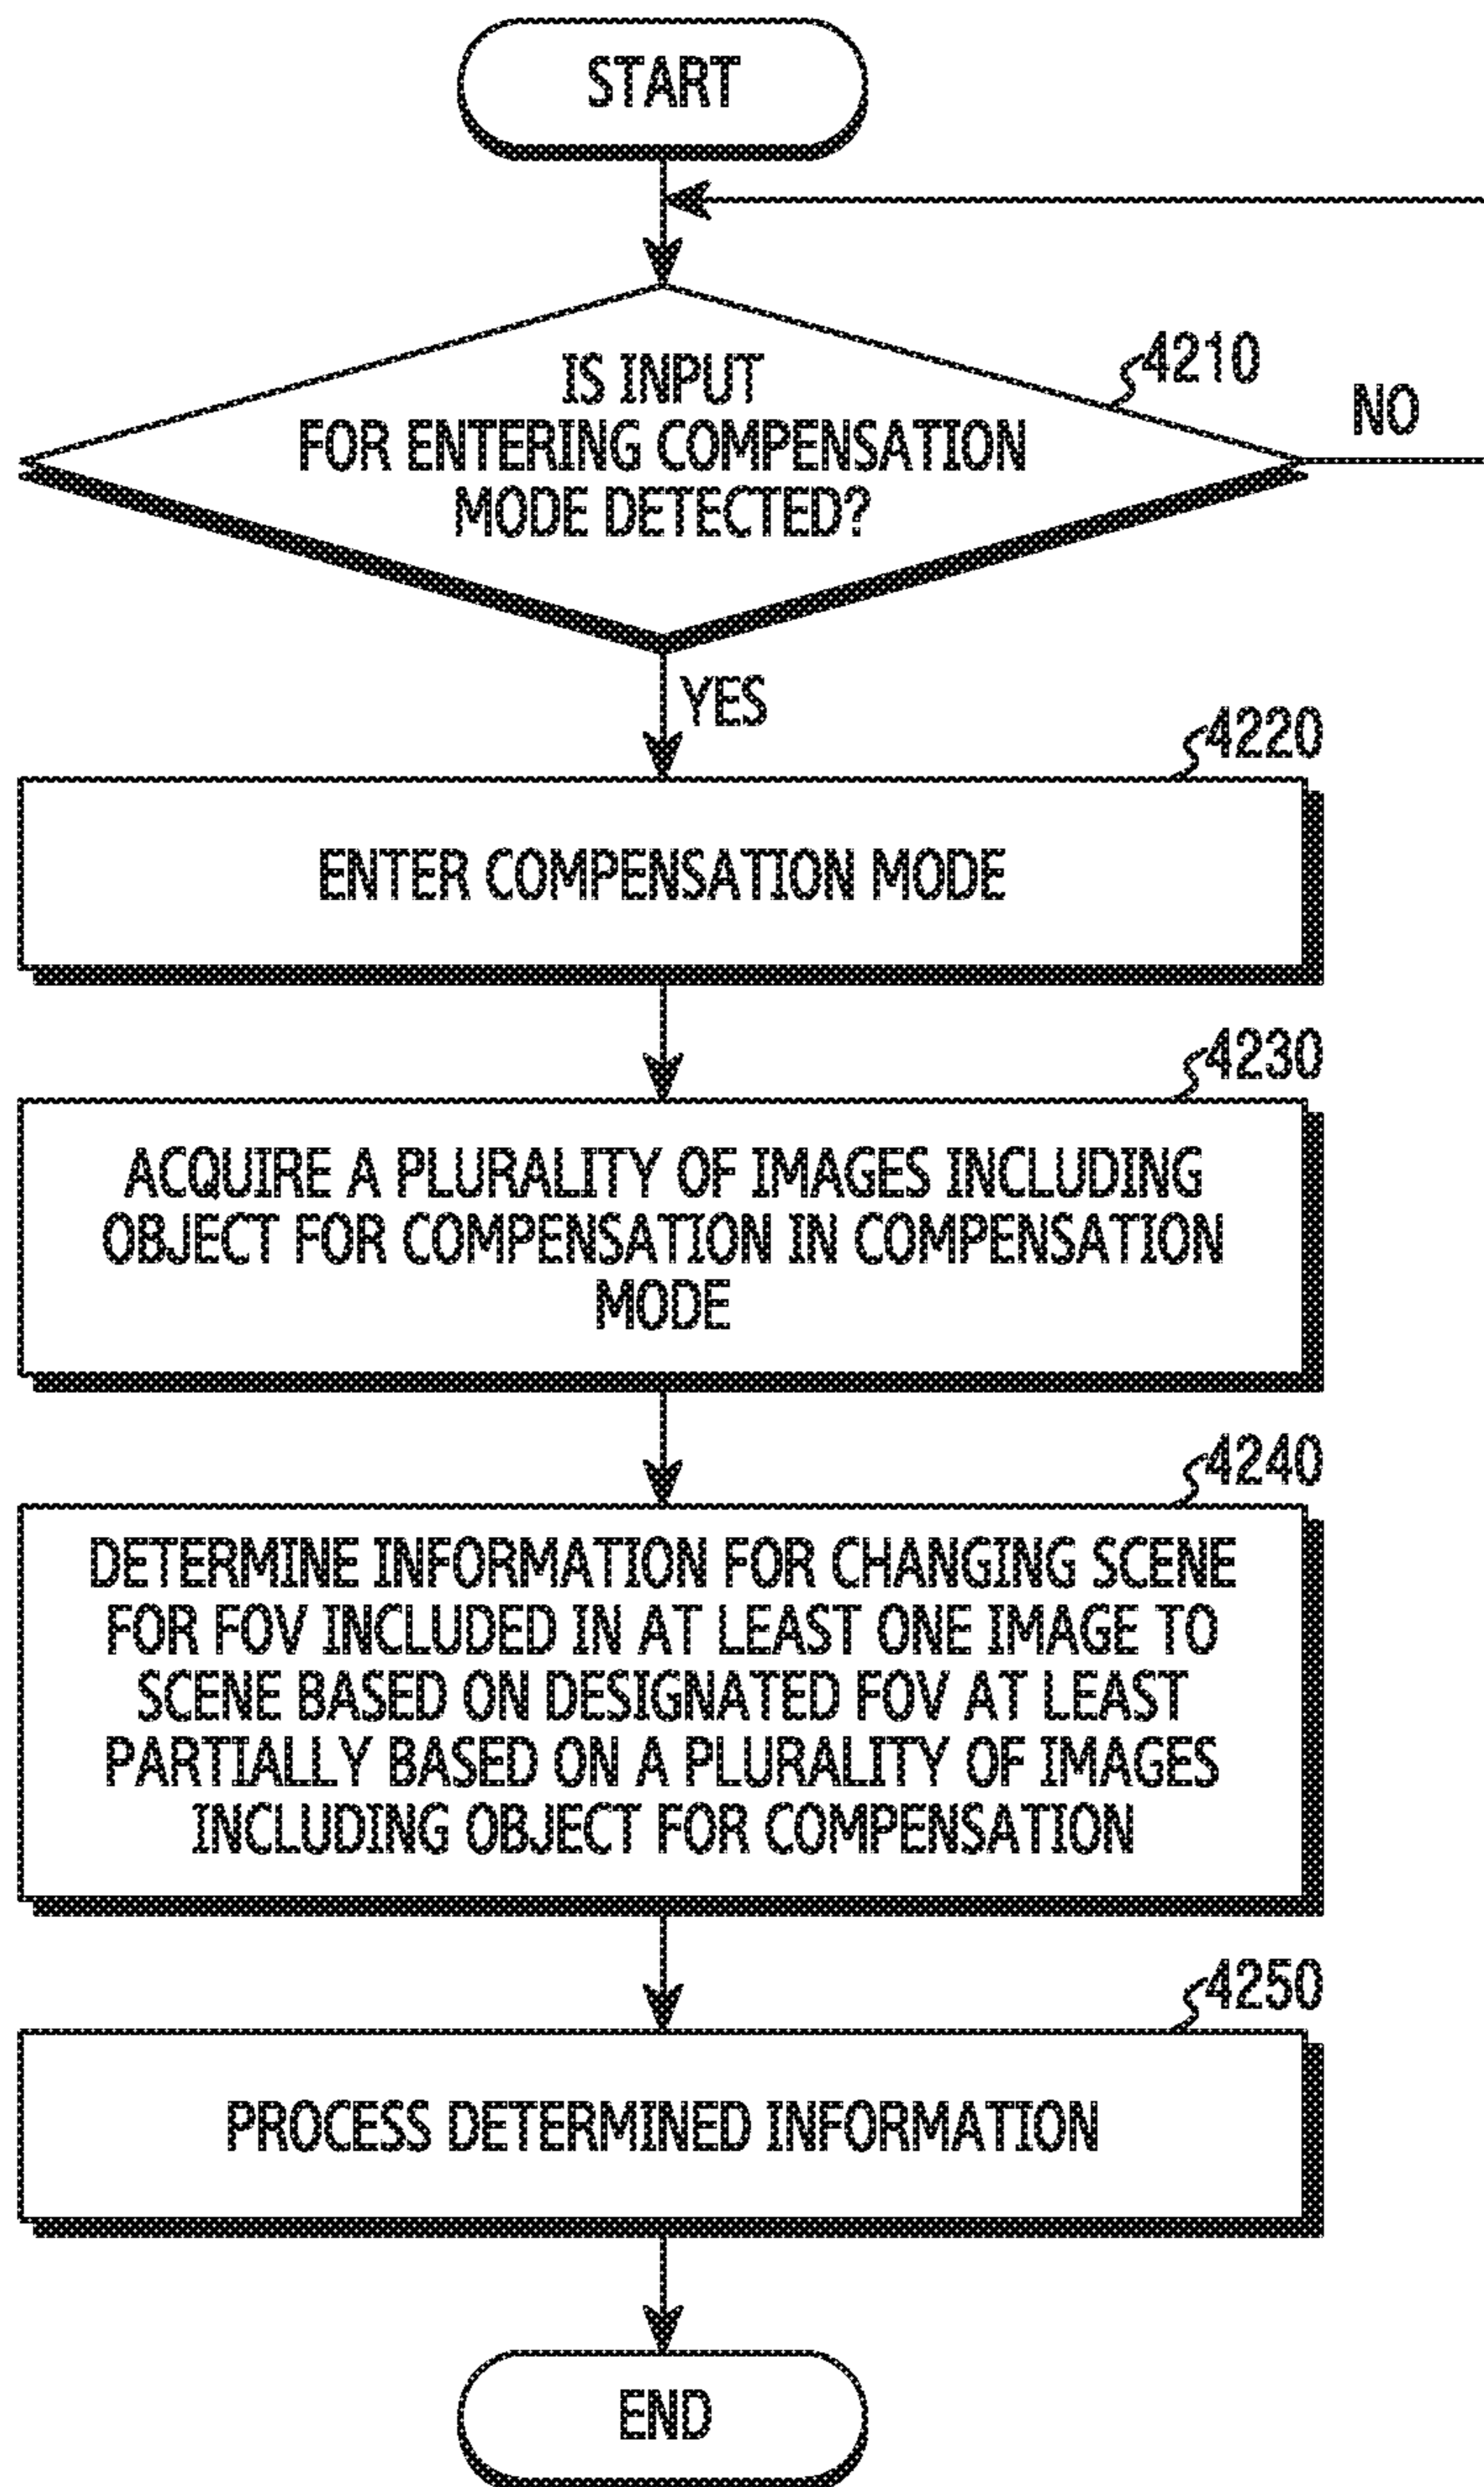 START
IS INPUT
FOR ENTERING COMPENSATION
MODE DETECTED?
4210
NO
YES
4220
ENTER COMPENSATION MODE
4230
ACQUIRE A PLURALITY OF IMAGES INCLUDING
OBJECT FOR COMPENSATION IN COMPENSATION
MODE
4240
DETERMINE INFORMATION FOR CHANGING SCENE
FOR FOV INCLUDED IN AT LEAST ONE IMAGE TO
SCENE BASED ON DESIGNATED FOV AT LEAST
PARTIALLY BASED ON A PLURALITY OF IMAGES
INCLUDING OBJECT FOR COMPENSATION
4250
PROCESS DETERMINED INFORMATION
END